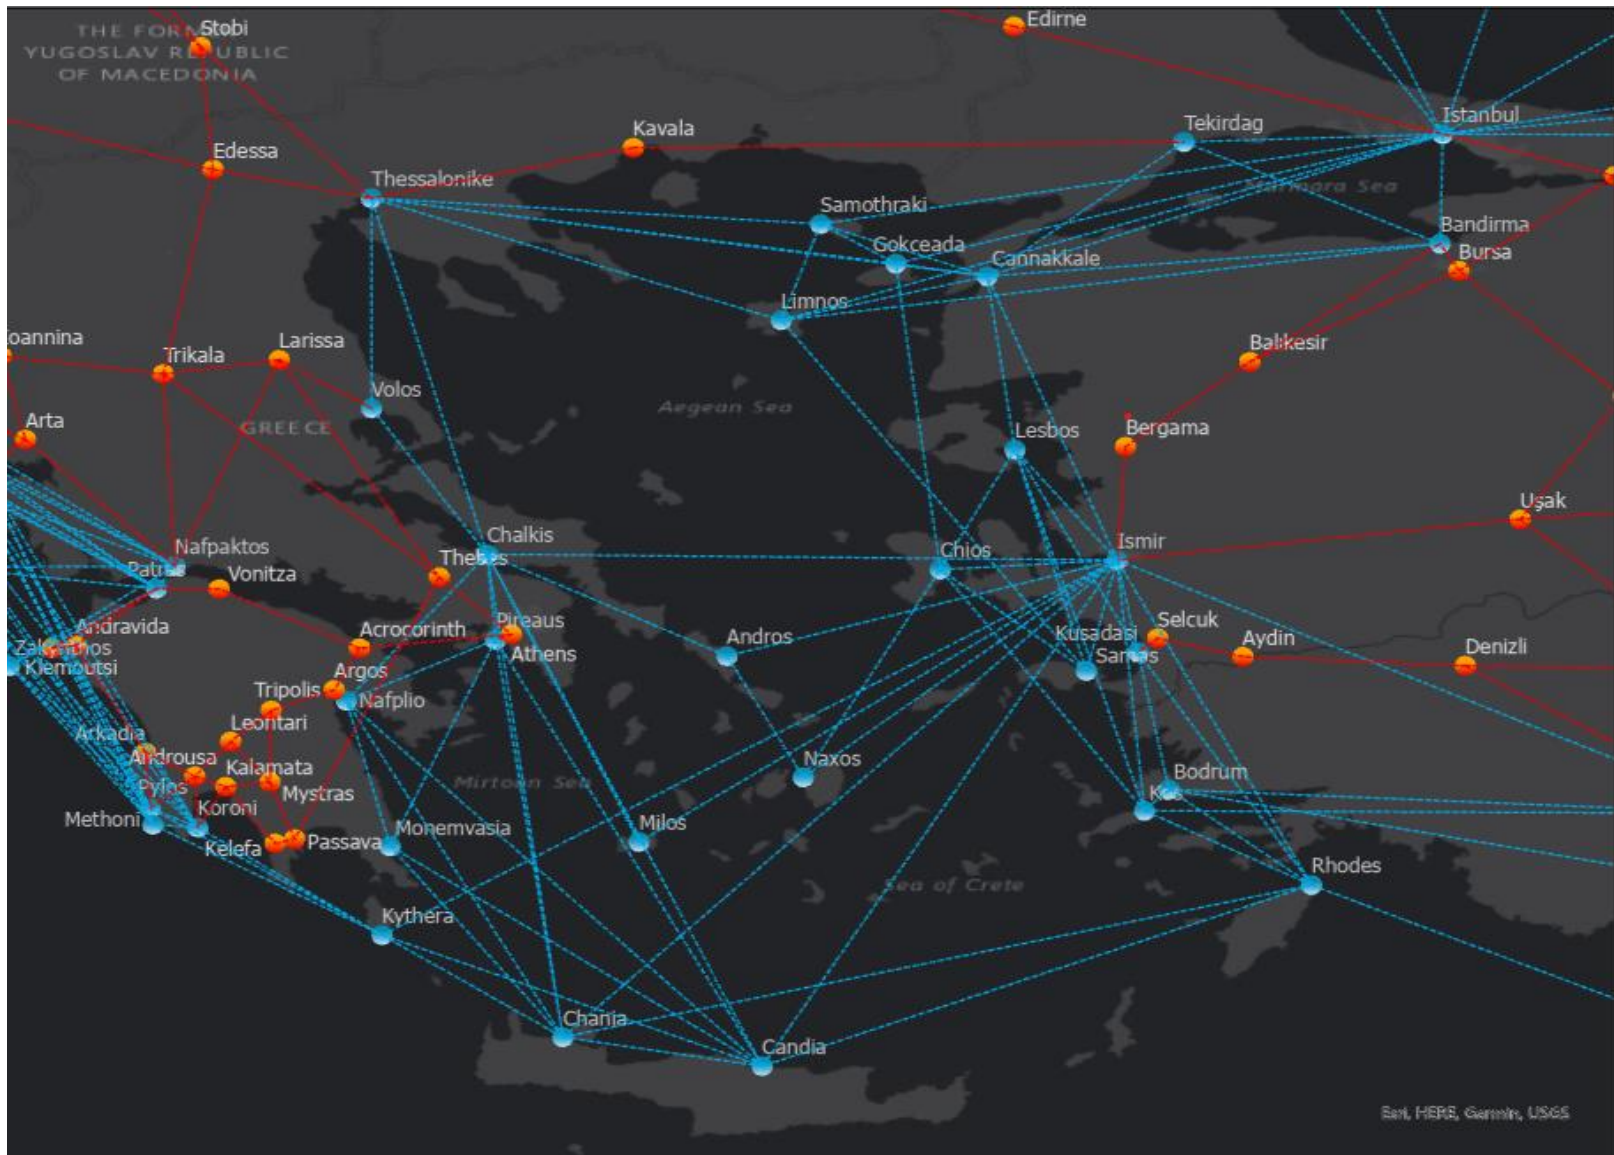 Edirne
THE FORMER
Stobi
YUGOSLAV REPUBLIC
OF MACEDONIA
Istanbul
Tekirdag
Kavala
Edessa
Thessalonike
Marmara Sea
Samothraki
Bandirma
Gokceada
Bursa
Cannakkale
Limnos
Ioannina
Larissa
Balıkesir
Trikala
Volos
Aegean Sea
Arta
GREECE
Bergama
Lesbos
Uşak
Chalkis
Ismir
Nafpaktos
Chios
Thebes
Patras
Vonitza
Pireaus
Selcuk
Andravida
Acrocorinth
Andros
Kusadasi
Aydin
Zakynthos
Athens
Samas
Denizli
Klemoutsi
Argos
Tripolis
Nafplio
Leontari
Arkadia
Androusa
Kalamata
Naxos
Bodrum
Pylos
Mirtoan Sea
Mystras
Kos
Koroni
Methoni
Monemvasia
Milos
Kelefa
Passava
Rhodes
Sea of Crete
Kythera
Chania
Candia
Esri, HERE, Garmin, USGS